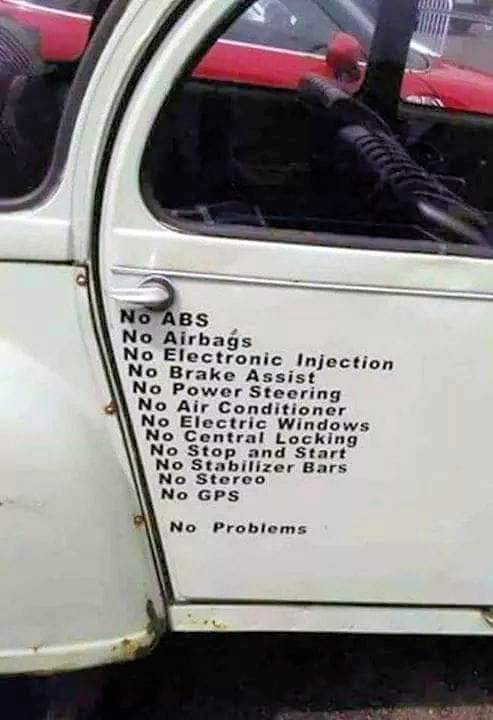 No ABS
No Airbags
No Electronic Injection
No Brake Assist
No Power Steering
No Air Conditioner
No Electric Windows
No Central Locking
No Stop and Start
No Stabilizer Bars
No Stereo
No GPS
No Problems